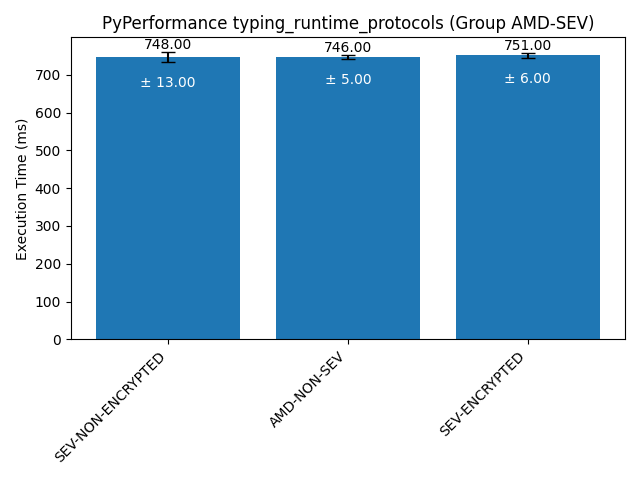 PyPerformance typing_runtime_protocols (Group AMD-SEV)
748.00
746.00
751.00
± 13.00
± 5.00
± 6.00
Execution Time (ms)
700
600
500
400
300
200
100
0
SEV-NON-ENCRYPTED
AMD-NON-SEV
SEV-ENCRYPTED